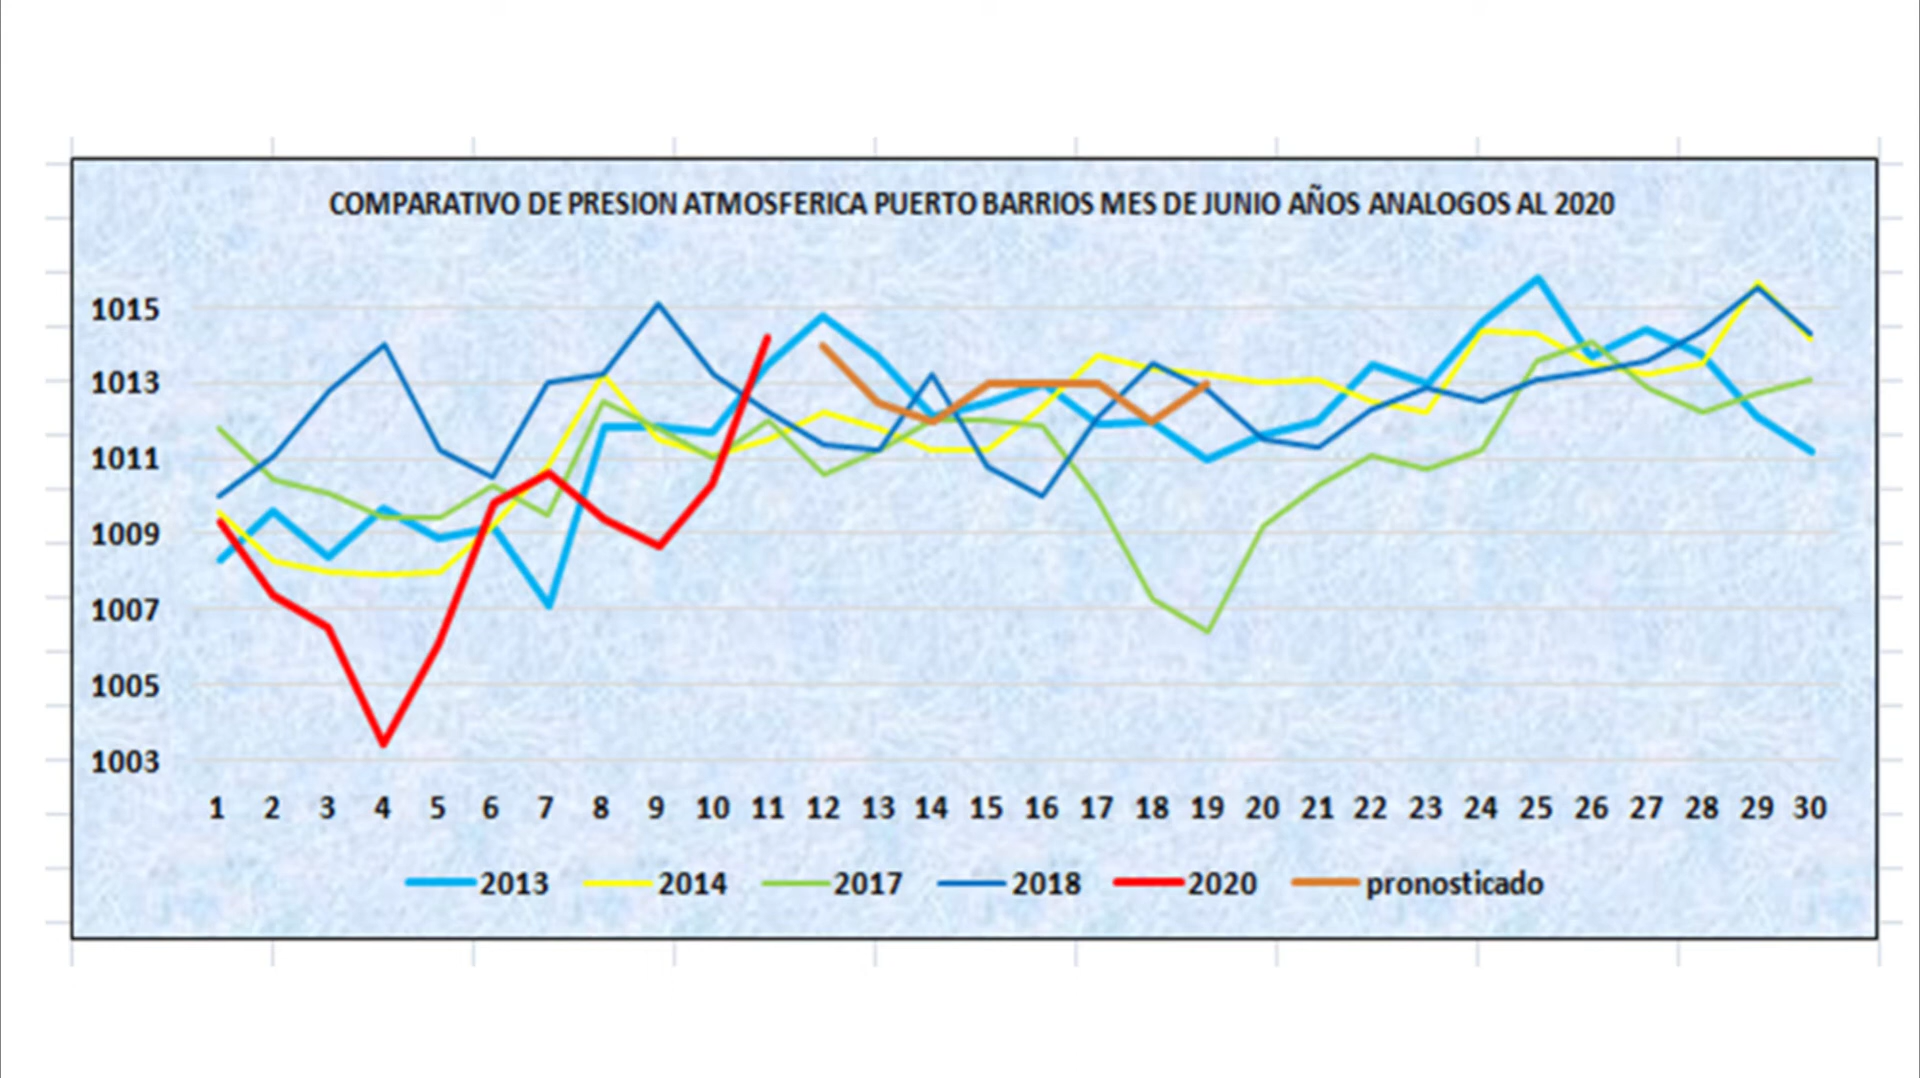 COMPARATIVO DE PRESION ATMOSFERICA PUERTO BARRIOS MES DE JUNIO AÑOS ANALOGOS AL 2020
1015
1013
1011
1009
1007
1005
1003
1 2 3 4 5 6 7 8 9 10 11 12 13 14 15 16 17 18 19 20 21 22 23 24 25 26 27 28 29 30
2013 2014 2017 2018 2020 pronosticado